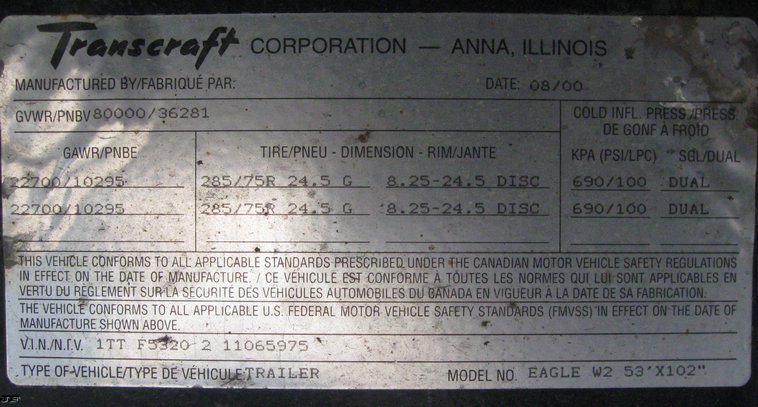 Transcraft CORPORATION — ANNA, ILLINOIS
MANUFACTURED BY/FABRIQUÉ PAR: DATE: 08/00
GVWR/PNBV 80000/36281 COLD INFL. PRESS./PRESS.
DE GONF À FROID
GAWR/PNBE TIRE/PNEU - DIMENSION - RIM/JANTE KPA (PSI/LPC) SGL/DUAL
22700/10295 285/75R 24.5 G 8.25-24.5 DISC 690/100 DUAL
22700/10295 285/75R 24.5 G 8.25-24.5 DISC 690/100 DUAL
THIS VEHICLE CONFORMS TO ALL APPLICABLE STANDARDS PRESCRIBED UNDER THE CANADIAN MOTOR VEHICLE SAFETY REGULATIONS
IN EFFECT ON THE DATE OF MANUFACTURE. / CE VÉHICULE EST CONFORME À TOUTES LES NORMES QUI LUI SONT APPLICABLES EN
VERTU DU RÈGLEMENT SUR LA SÉCURITÉ DES VÉHICULES AUTOMOBILES DU CANADA EN VIGUEUR À LA DATE DE SA FABRICATION.
THE VEHICLE CONFORMS TO ALL APPLICABLE U.S. FEDERAL MOTOR VEHICLE SAFETY STANDARDS (FMVSS) IN EFFECT ON THE DATE OF
MANUFACTURE SHOWN ABOVE.
V.I.N./N.I.V. 1TT F5320 2 11065975
TYPE OF VEHICLE/TYPE DE VÉHICULE TRAILER MODEL NO. EAGLE W2 53'X102"